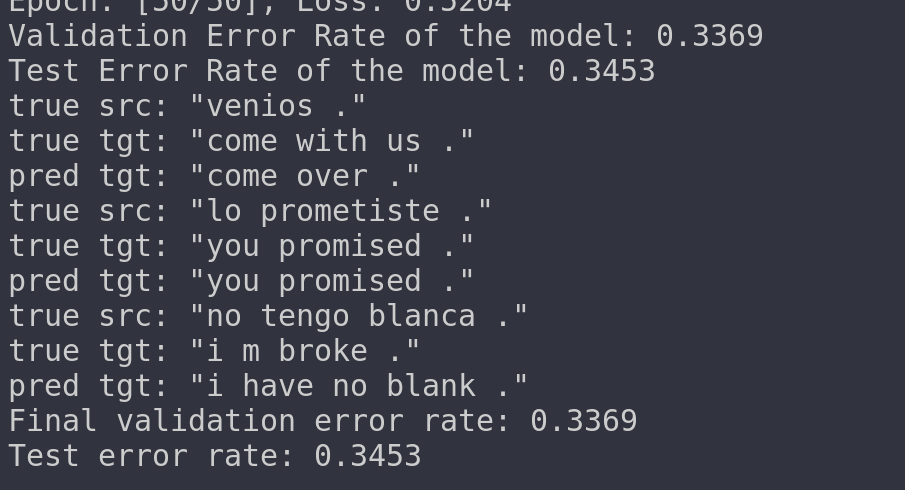 Epoch: [50/50], Loss: 0.5204
Validation Error Rate of the model: 0.3369
Test Error Rate of the model: 0.3453
true src: "venios ."
true tgt: "come with us ."
pred tgt: "come over ."
true src: "lo prometiste ."
true tgt: "you promised ."
pred tgt: "you promised ."
true src: "no tengo blanca ."
true tgt: "i m broke ."
pred tgt: "i have no blank ."
Final validation error rate: 0.3369
Test error rate: 0.3453